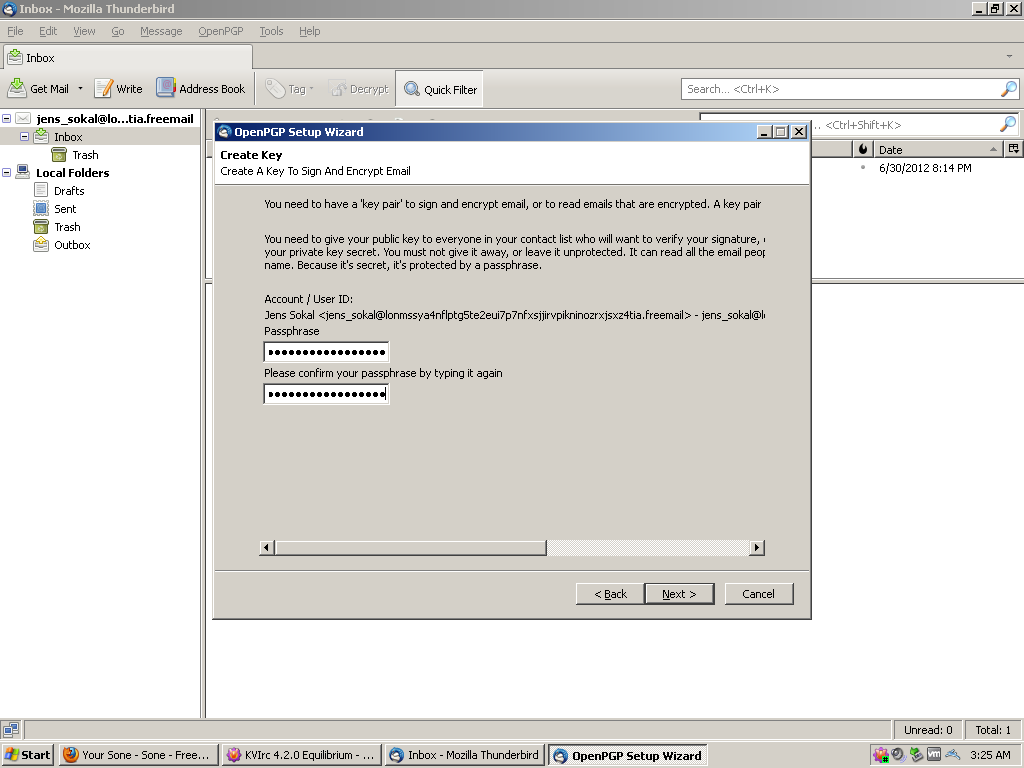 Inbox - Mozilla Thunderbird
File Edit View Go Message OpenPGP Tools Help
Inbox
Get Mail Write Address Book Tag Decrypt Quick Filter Search... <Ctrl+K>
jens_sokal@lo...tia.freemail
Inbox
Trash
Local Folders
Drafts
Sent
Trash
Outbox
... <Ctrl+Shift+K>
Date
6/30/2012 8:14 PM
OpenPGP Setup Wizard
Create Key
Create A Key To Sign And Encrypt Email
You need to have a 'key pair' to sign and encrypt email, or to read emails that are encrypted. A key pair
You need to give your public key to everyone in your contact list who will want to verify your signature,
your private key secret. You must not give it away, or leave it unprotected. It can read all the email peop
name. Because it's secret, it's protected by a passphrase.
Account / User ID:
Jens Sokal <jens_sokal@lonmssya4nflptg5te2eui7p7nfxsjjirvpikninozrxjsxz4tia.freemail> - jens_sokal@l
Passphrase
Please confirm your passphrase by typing it again
< Back Next > Cancel
Unread: 0 Total: 1
Start Your Sone - Sone - Free... KVIrc 4.2.0 Equilibrium - ... Inbox - Mozilla Thunderbird OpenPGP Setup Wizard 3:25 AM